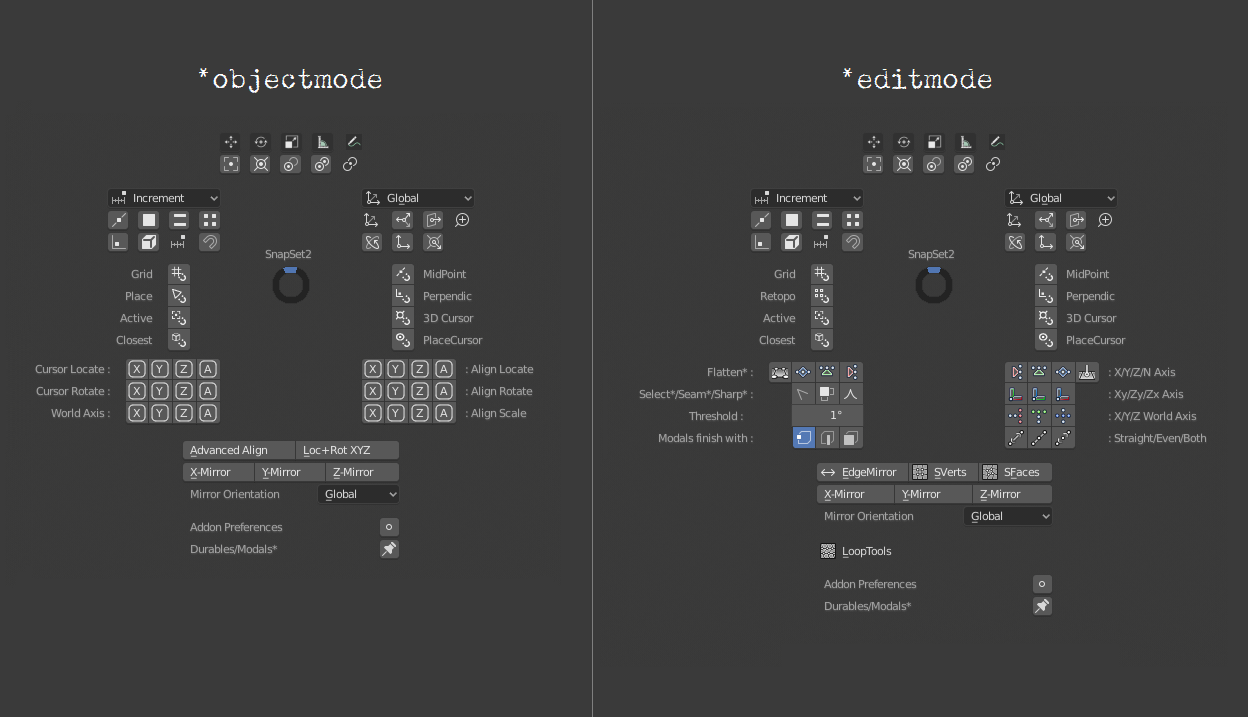 *objectmode
Increment
Global
SnapSet2
Grid
MidPoint
Place
Perpendic
Active
3D Cursor
Closest
PlaceCursor
Cursor Locate : X Y Z A X Y Z A : Align Locate
Cursor Rotate : X Y Z A X Y Z A : Align Rotate
World Axis : X Y Z A X Y Z A : Align Scale
Advanced Align Loc+Rot XYZ
X-Mirror Y-Mirror Z-Mirror
Mirror Orientation Global
Addon Preferences
Durables/Modals*
*editmode
Increment
Global
SnapSet2
Grid
MidPoint
Retopo
Perpendic
Active
3D Cursor
Closest
PlaceCursor
Flatten* : : X/Y/Z/N Axis
Select*/Seam*/Sharp* : : Xy/Zy/Zx Axis
Threshold : 1° : X/Y/Z World Axis
Modals finish with : : Straight/Even/Both
EdgeMirror SVerts SFaces
X-Mirror Y-Mirror Z-Mirror
Mirror Orientation Global
LoopTools
Addon Preferences
Durables/Modals*